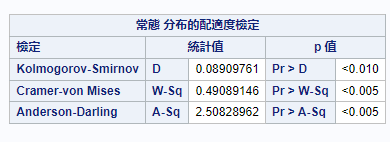 常態 分布的配適度檢定
檢定 統計值 p 值
Kolmogorov-Smirnov D 0.08909761 Pr > D <0.010
Cramer-von Mises W-Sq 0.49089146 Pr > W-Sq <0.005
Anderson-Darling A-Sq 2.50828962 Pr > A-Sq <0.005